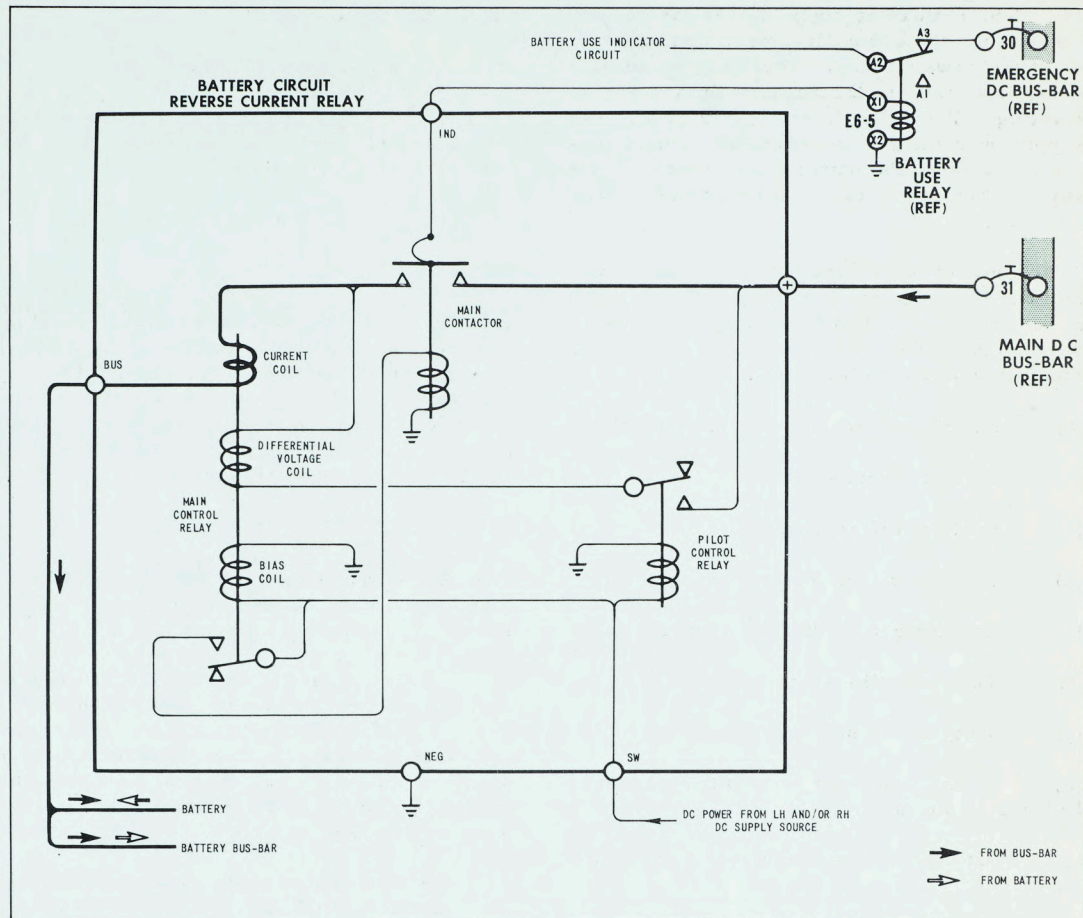 BATTERY USE INDICATOR
CIRCUIT
A3
A2
30
A1
EMERGENCY
DC BUS-BAR
(REF)
BATTERY CIRCUIT
REVERSE CURRENT RELAY
X1
E6-5
X2
IND
BATTERY
USE
RELAY
(REF)
+
31
MAIN
CONTACTOR
MAIN DC
BUS-BAR
(REF)
CURRENT
COIL
BUS
DIFFERENTIAL
VOLTAGE
COIL
MAIN
CONTROL
RELAY
PILOT
CONTROL
RELAY
BIAS
COIL
NEG
SW
BATTERY
DC POWER FROM LH AND/OR RH
DC SUPPLY SOURCE
BATTERY BUS-BAR
FROM BUS-BAR
FROM BATTERY